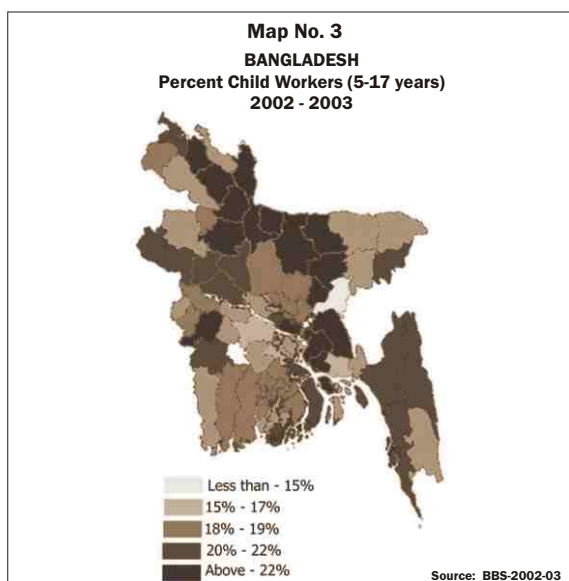 Map No. 3
BANGLADESH
Percent Child Workers (5-17 years)
2002 - 2003
Less than - 15%
15% - 17%
18% - 19%
20% - 22%
Above - 22%
Source: BBS-2002-03